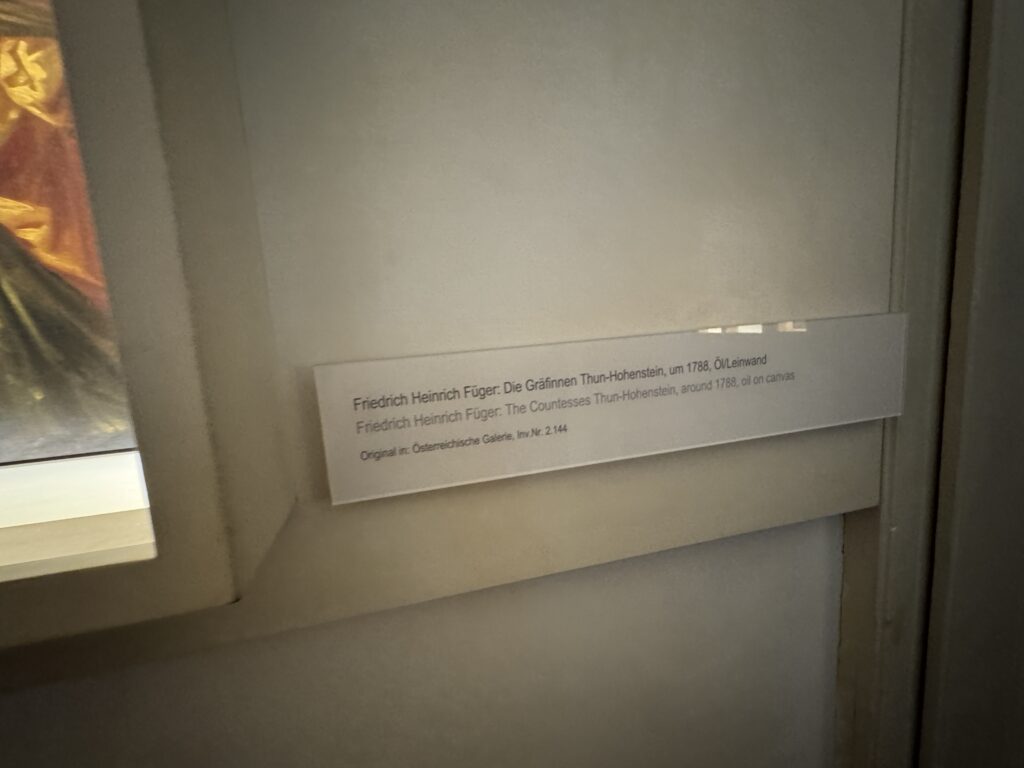 Friedrich Heinrich Füger: Die Gräfinnen Thun-Hohenstein, um 1788, Öl/Leinwand
Friedrich Heinrich Füger: The Countesses Thun-Hohenstein, around 1788, oil on canvas
Original in: Österreichische Galerie, Inv.Nr. 2.144